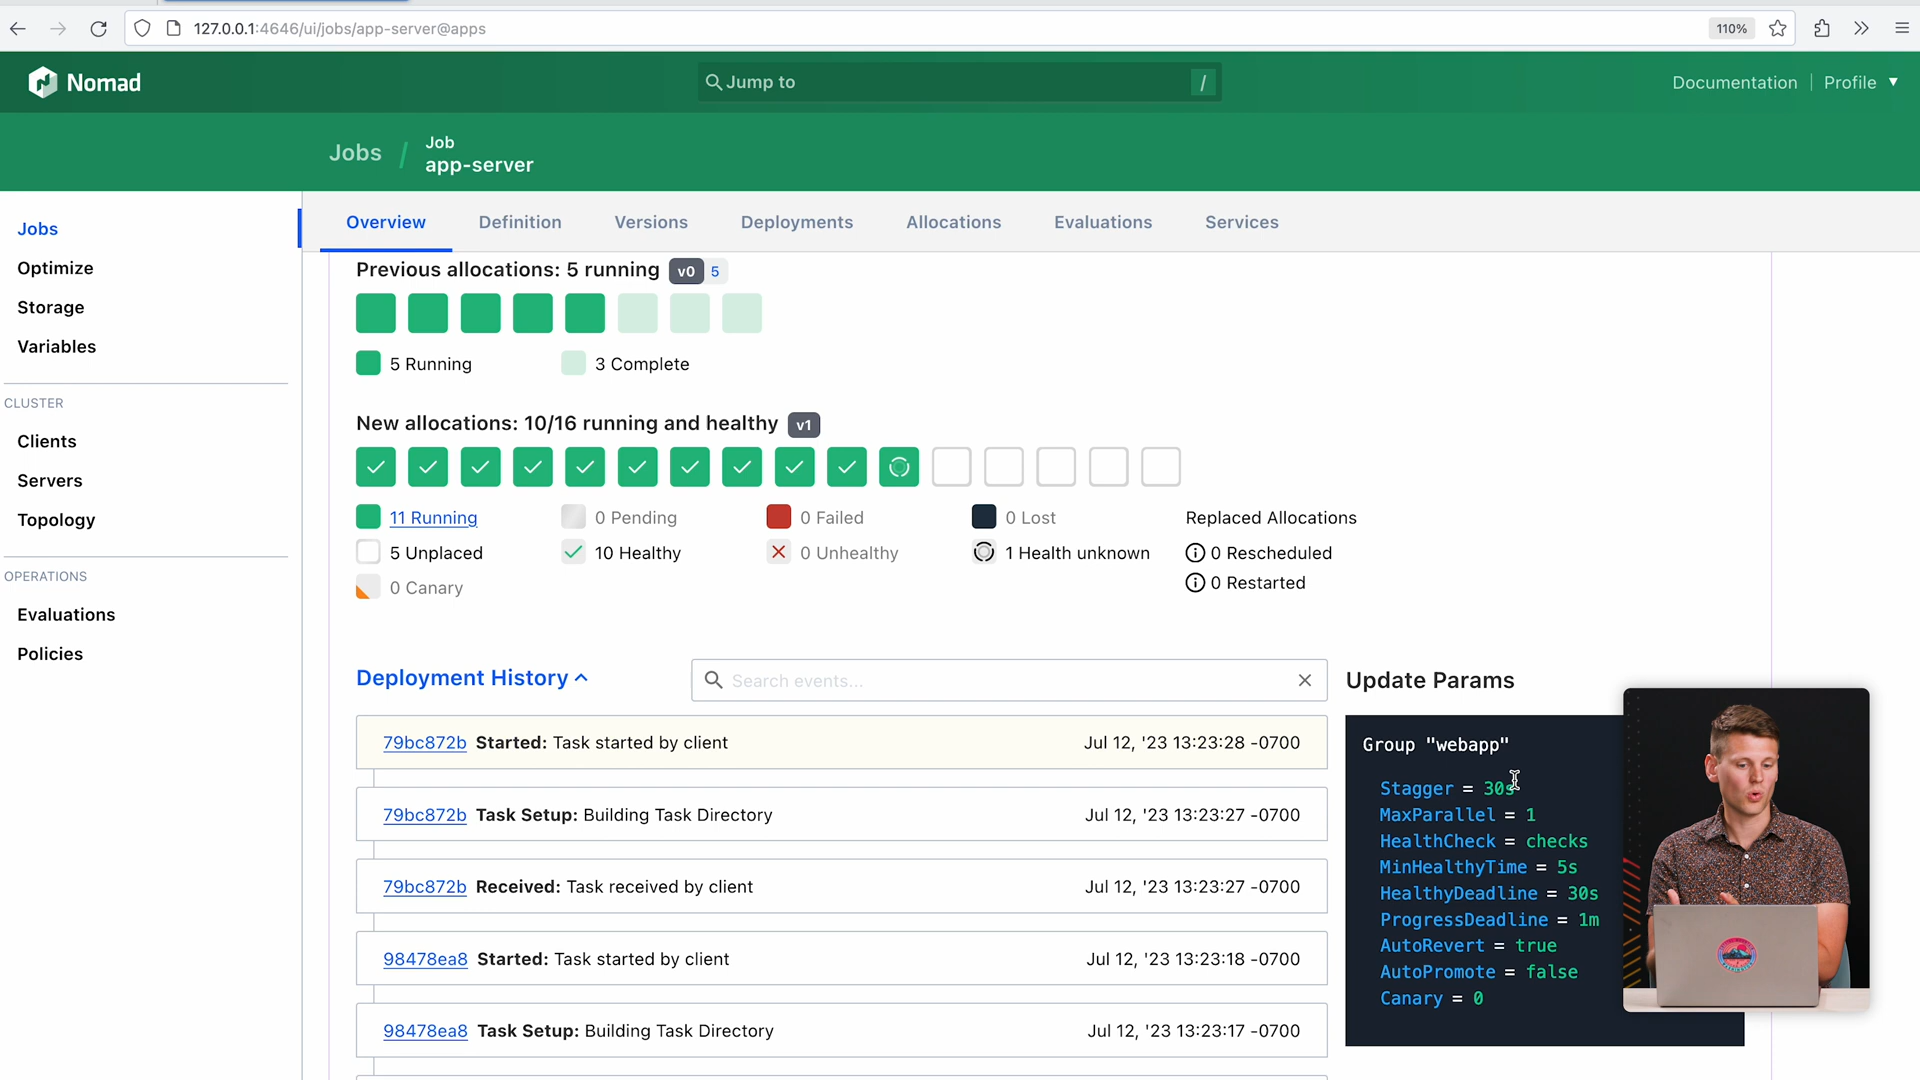 127.0.0.1:4646/ui/jobs/app-server@apps
110%
Nomad
Jump to
/
Documentation | Profile
Jobs / Job
app-server
Jobs
Optimize
Storage
Variables
CLUSTER
Clients
Servers
Topology
OPERATIONS
Evaluations
Policies
Overview Definition Versions Deployments Allocations Evaluations Services
Previous allocations: 5 running v0 5
5 Running 3 Complete
New allocations: 10/16 running and healthy v1
11 Running 0 Pending 0 Failed 0 Lost Replaced Allocations
5 Unplaced 10 Healthy 0 Unhealthy 1 Health unknown 0 Rescheduled
0 Canary 0 Restarted
Deployment History Search events...
79bc872b Started: Task started by client Jul 12, '23 13:23:28 -0700
79bc872b Task Setup: Building Task Directory Jul 12, '23 13:23:27 -0700
79bc872b Received: Task received by client Jul 12, '23 13:23:27 -0700
98478ea8 Started: Task started by client Jul 12, '23 13:23:18 -0700
98478ea8 Task Setup: Building Task Directory Jul 12, '23 13:23:17 -0700
Update Params
Group "webapp"
Stagger = 30s
MaxParallel = 1
HealthCheck = checks
MinHealthyTime = 5s
HealthyDeadline = 30s
ProgressDeadline = 1m
AutoRevert = true
AutoPromote = false
Canary = 0